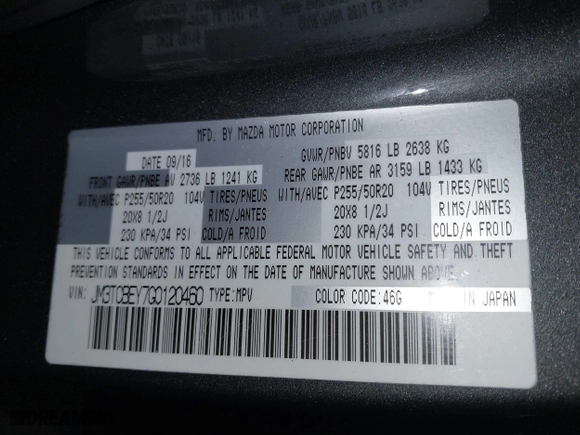 MFD. BY MAZDA MOTOR CORPORATION
DATE 09/16 GVWR/PNBV 5816 LB 2638 KG
FRONT GAWR/PNBE AV 2736 LB 1241 KG REAR GAWR/PNBE AR 3159 LB 1433 KG
WITH/AVEC P255/50R20 104V TIRES/PNEUS WITH/AVEC P255/50R20 104V TIRES/PNEUS
20X8 1/2J RIMS/JANTES 20X8 1/2J RIMS/JANTES
230 KPA/34 PSI COLD/A FROID 230 KPA/34 PSI COLD/A FROID
THIS VEHICLE CONFORMS TO ALL APPLICABLE FEDERAL MOTOR VEHICLE SAFETY AND THEFT
PREVENTION STANDARDS IN EFFECT ON THE DATE OF MANUFACTURE SHOWN ABOVE.
VIN: JM3TCBEY7G0120460 TYPE:MPV COLOR CODE:46G IN JAPAN